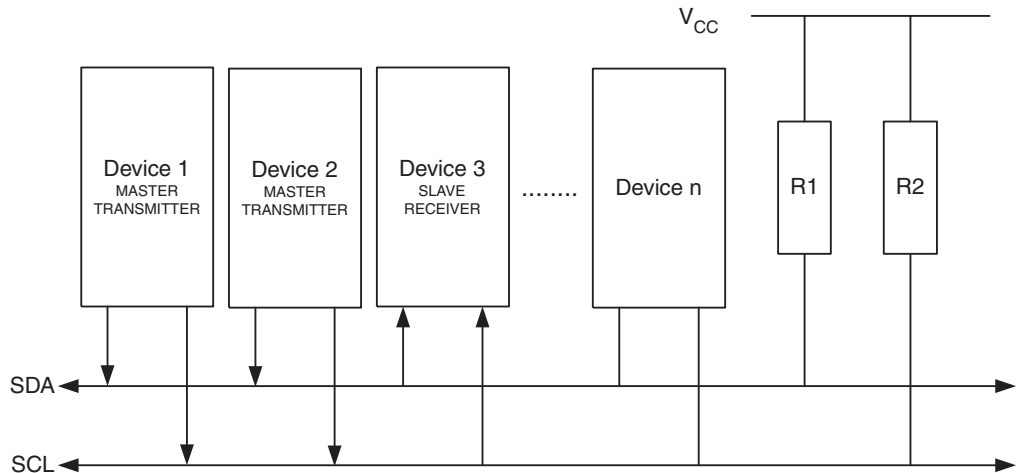 VCC
Device 1
MASTER
TRANSMITTER
Device 2
MASTER
TRANSMITTER
Device 3
SLAVE
RECEIVER
........
Device n
R1
R2
SDA
SCL